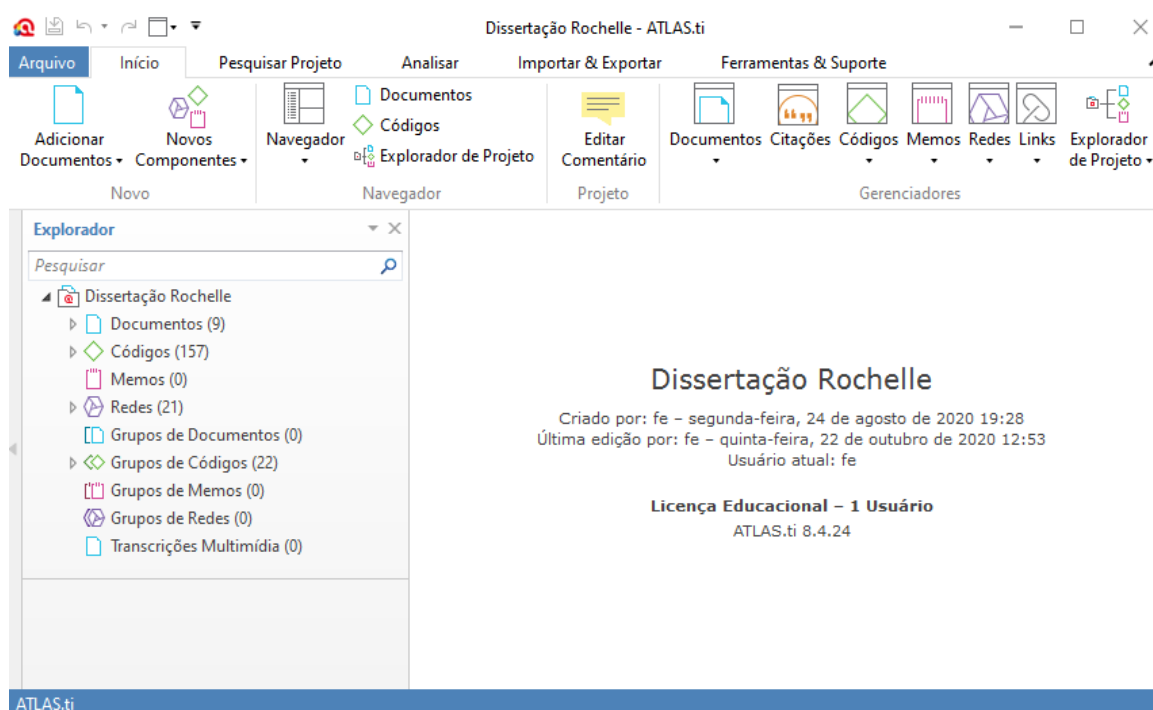 Dissertação Rochelle - ATLAS.ti
Arquivo Início Pesquisar Projeto Analisar Importar & Exportar Ferramentas & Suporte
Adicionar Documentos
Novos Componentes
Novo
Navegador
Documentos
Códigos
Explorador de Projeto
Navegador
Editar Comentário
Projeto
Documentos Citações Códigos Memos Redes Links Explorador de Projeto
Gerenciadores
Explorador
Pesquisar
Dissertação Rochelle
Documentos (9)
Códigos (157)
Memos (0)
Redes (21)
Grupos de Documentos (0)
Grupos de Códigos (22)
Grupos de Memos (0)
Grupos de Redes (0)
Transcrições Multimídia (0)
Dissertação Rochelle
Criado por: fe – segunda-feira, 24 de agosto de 2020 19:28
Última edição por: fe – quinta-feira, 22 de outubro de 2020 12:53
Usuário atual: fe
Licença Educacional – 1 Usuário
ATLAS.ti 8.4.24
ATLAS.ti